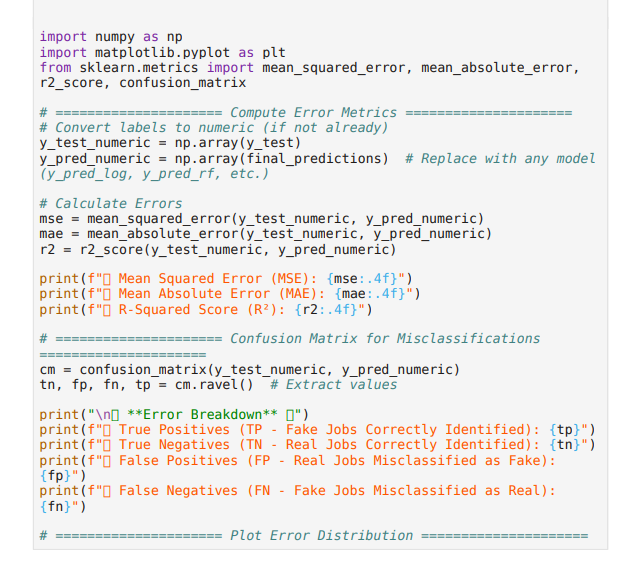 import numpy as np
import matplotlib.pyplot as plt
from sklearn.metrics import mean_squared_error, mean_absolute_error,
r2_score, confusion_matrix
# ===================== Compute Error Metrics =====================
# Convert labels to numeric (if not already)
y_test_numeric = np.array(y_test)
y_pred_numeric = np.array(final_predictions)  # Replace with any model
(y_pred_log, y_pred_rf, etc.)
# Calculate Errors
mse = mean_squared_error(y_test_numeric, y_pred_numeric)
mae = mean_absolute_error(y_test_numeric, y_pred_numeric)
r2 = r2_score(y_test_numeric, y_pred_numeric)
print(f"▯ Mean Squared Error (MSE): {mse:.4f}")
print(f"▯ Mean Absolute Error (MAE): {mae:.4f}")
print(f"▯ R-Squared Score (R²): {r2:.4f}")
# ===================== Confusion Matrix for Misclassifications
=====================
cm = confusion_matrix(y_test_numeric, y_pred_numeric)
tn, fp, fn, tp = cm.ravel()  # Extract values
print("\n▯ **Error Breakdown** ▯")
print(f"▯ True Positives (TP - Fake Jobs Correctly Identified): {tp}")
print(f"▯ True Negatives (TN - Real Jobs Correctly Identified): {tn}")
print(f"▯ False Positives (FP - Real Jobs Misclassified as Fake):
{fp}")
print(f"▯ False Negatives (FN - Fake Jobs Misclassified as Real):
{fn}")
# ===================== Plot Error Distribution =====================